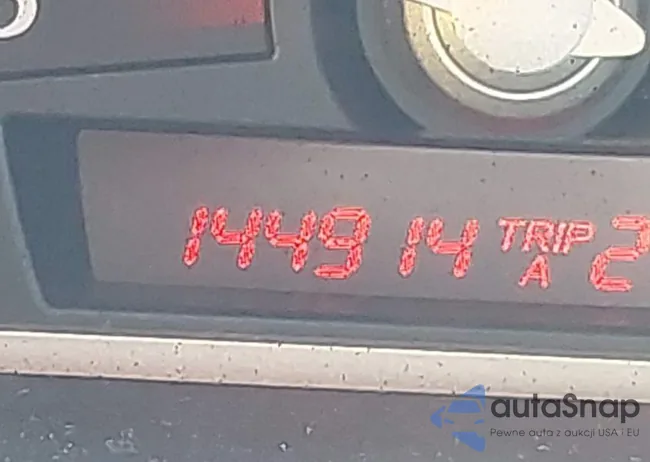 144914 TRIP 2
A
autaSnap
Pewne auta z aukcji USA i EU